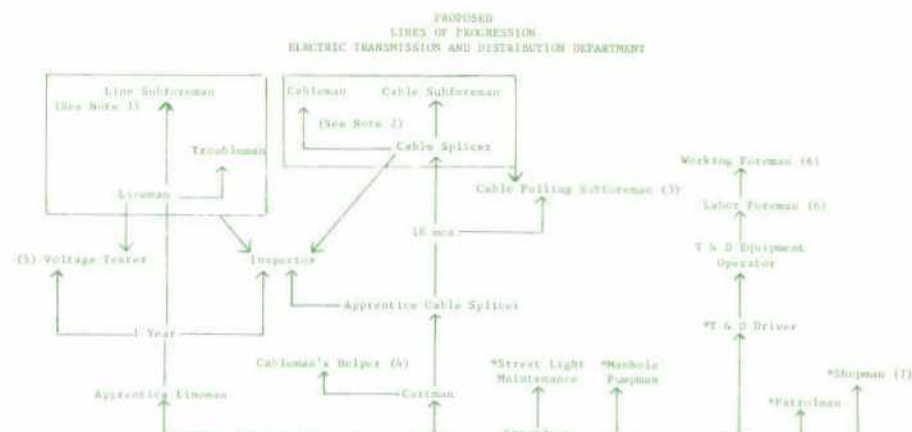 PROPOSED
LINES OF PROGRESSION
ELECTRIC TRANSMISSION AND DISTRIBUTION DEPARTMENT
Line Subforeman
(See Note 1)
Troubleman
Lineman
Cableman Cable Subforeman
(See Note 2)
Cable Splicer
Cable Pulling Subforeman (3)
18 mos
Working Foreman (6)
Labor Foreman (6)
T & D Equipment
Operator
(5) Voltage Tester
Inspector
Apprentice Cable Splicer
*T & D Driver
1 Year
Cableman's Helper (4)
*Street Light
Maintenance
*Manhole
Pumpman
*Shopman (7)
Apprentice Lineman
Cartman
*Patrolman